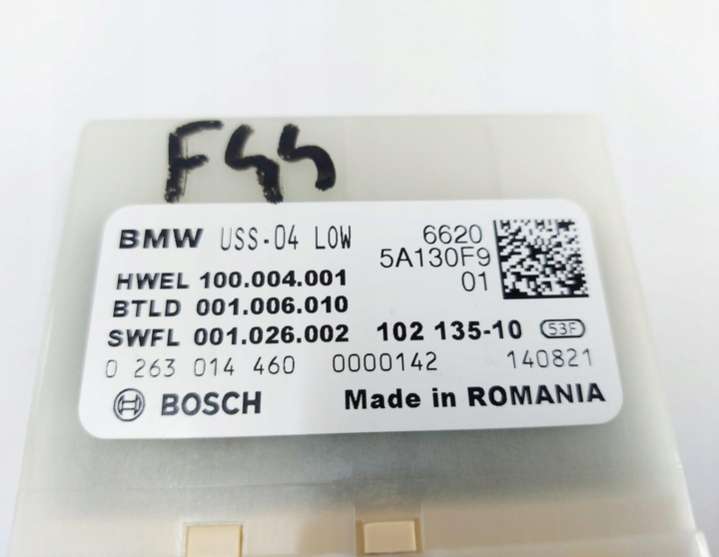 F44
BMW USS-04 LOW 6620
5A130F9
HWEL 100.004.001 01
BTLD 001.006.010
SWFL 001.026.002 102 135-10 53F
0 263 014 460 0000142 140821
BOSCH Made in ROMANIA